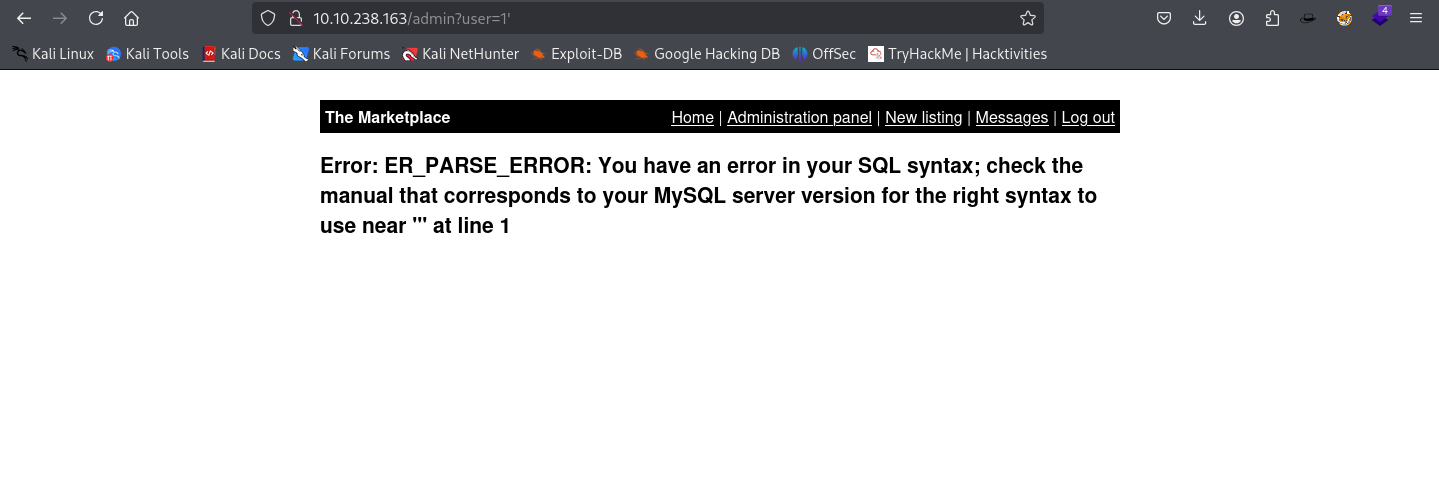 10.10.238.163/admin?user=1'
4
Kali Linux Kali Tools Kali Docs Kali Forums Kali NetHunter Exploit-DB Google Hacking DB OffSec TryHackMe | Hacktivities
The Marketplace Home | Administration panel | New listing | Messages | Log out
Error: ER_PARSE_ERROR: You have an error in your SQL syntax; check the
manual that corresponds to your MySQL server version for the right syntax to
use near ''' at line 1